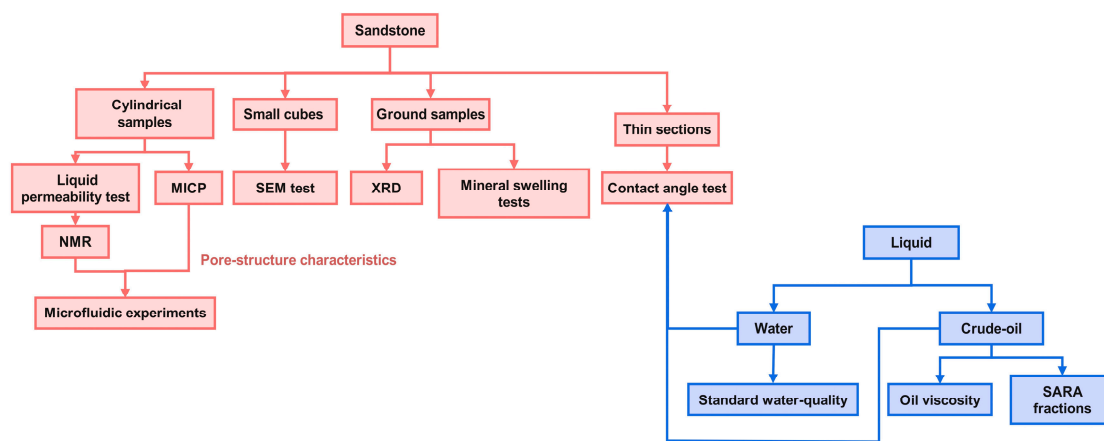 Sandstone
Cylindrical
samples
Small cubes
Ground samples
Thin sections
Liquid
permeability test
MICP
SEM test
XRD
Mineral swelling
tests
Contact angle test
NMR
Pore-structure characteristics
Microfluidic experiments
Liquid
Water
Crude-oil
Standard water-quality
Oil viscosity
SARA
fractions